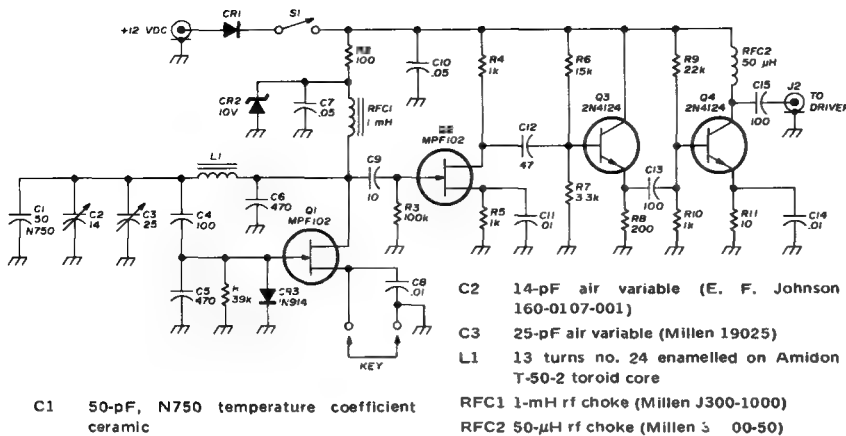 +12 VDC
CR1
S1
100
C10
.05
R4
1k
R6
15k
R9
22k
RFC2
50 μH
C15
100
J2
TO
DRIVER
CR2
10V
C7
.05
RFC1
1 mH
Q3
2N4124
Q4
2N4124
MPF102
C12
47
L1
C9
10
C1
50
N750
C2
14
C3
25
C4
100
C6
470
Q1
MPF102
R3
100k
R5
1k
C11
.01
R7
3.3k
C13
100
R8
200
R10
1k
R11
10
C14
.01
C5
470
39k
CR3
1N914
C8
.01
KEY
C2 14-pF air variable (E. F. Johnson
160-0107-001)
C3 25-pF air variable (Millen 19025)
L1 13 turns no. 24 enamelled on Amidon
T-50-2 toroid core
C1 50-pF, N750 temperature coefficient
ceramic
RFC1 1-mH rf choke (Millen J300-1000)
RFC2 50-μH rf choke (Millen 00-50)